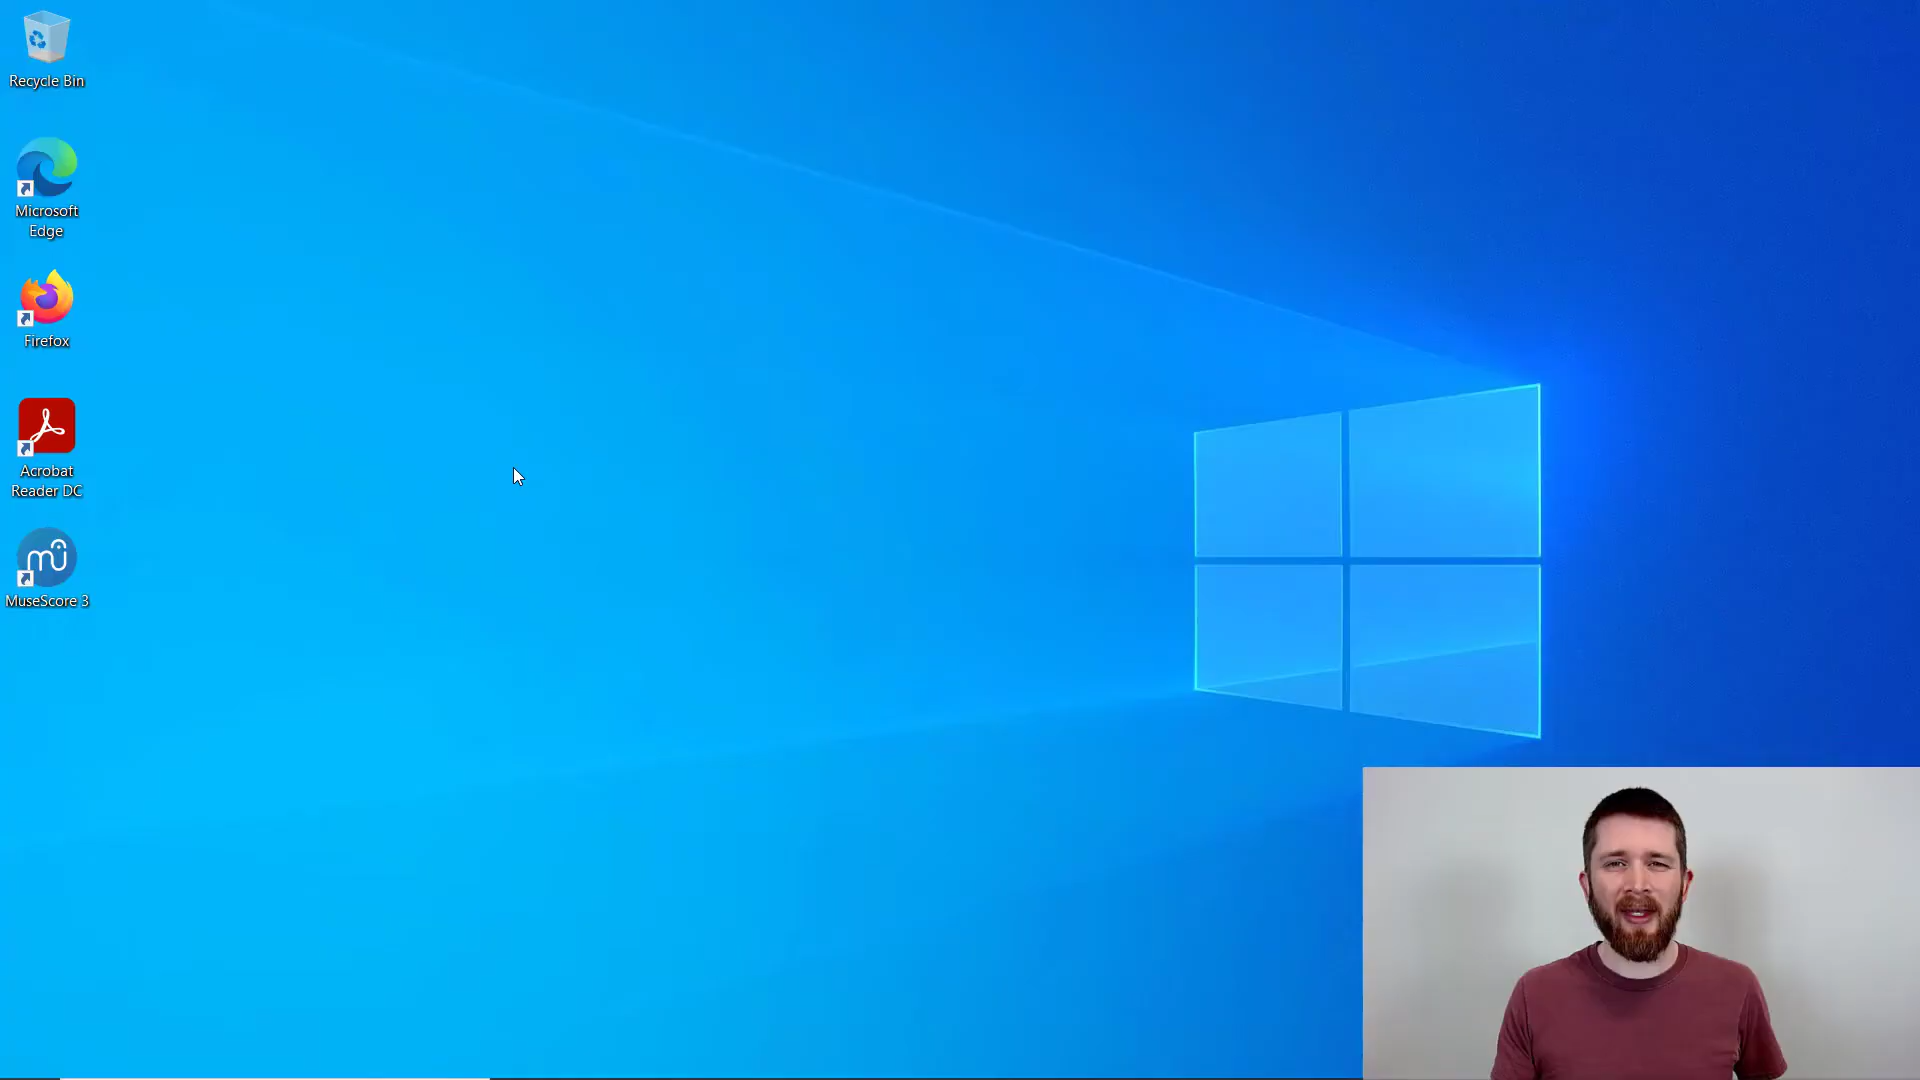 Recycle Bin
Microsoft
Edge
Firefox
Acrobat
Reader DC
MuseScore 3